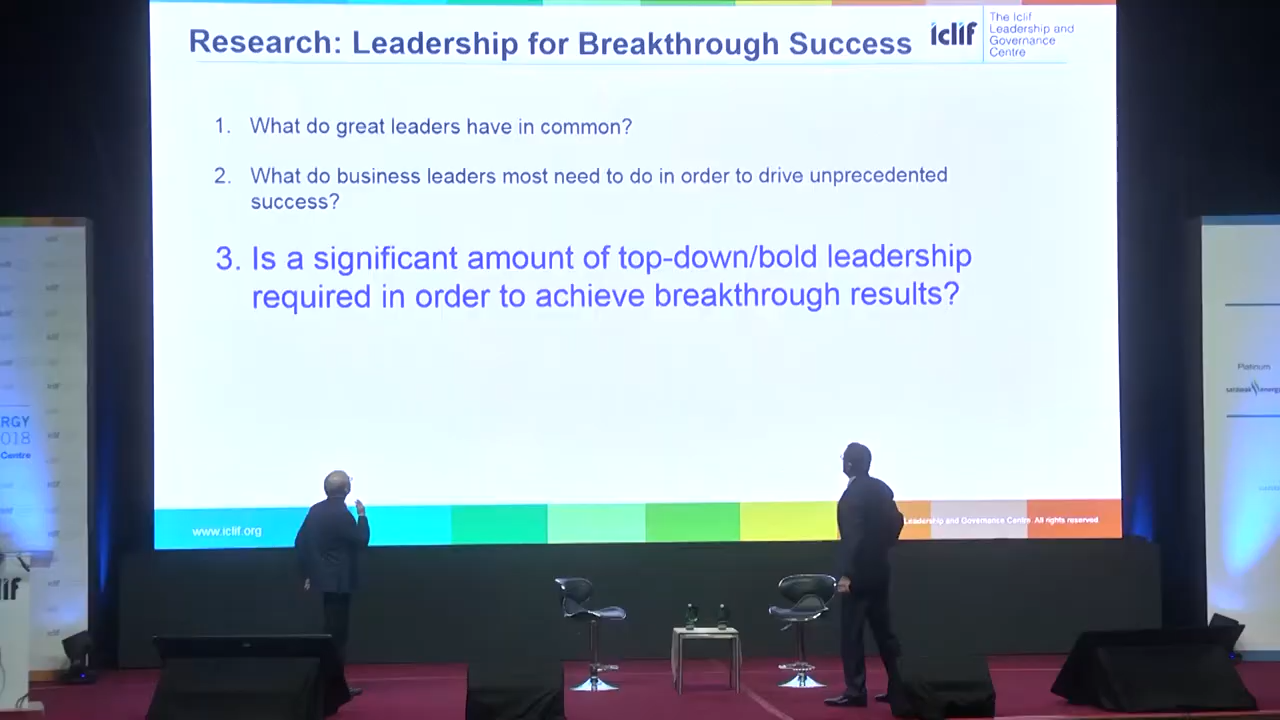 Research: Leadership for Breakthrough Success
iclif
The Iclif
Leadership and
Governance
Centre
1. What do great leaders have in common?
2. What do business leaders most need to do in order to drive unprecedented
success?
3. Is a significant amount of top-down/bold leadership
required in order to achieve breakthrough results?
www.iclif.org
Leadership and Governance Centre. All rights reserved
RGY
018
Centre
lif
Platinum
sarawak energy